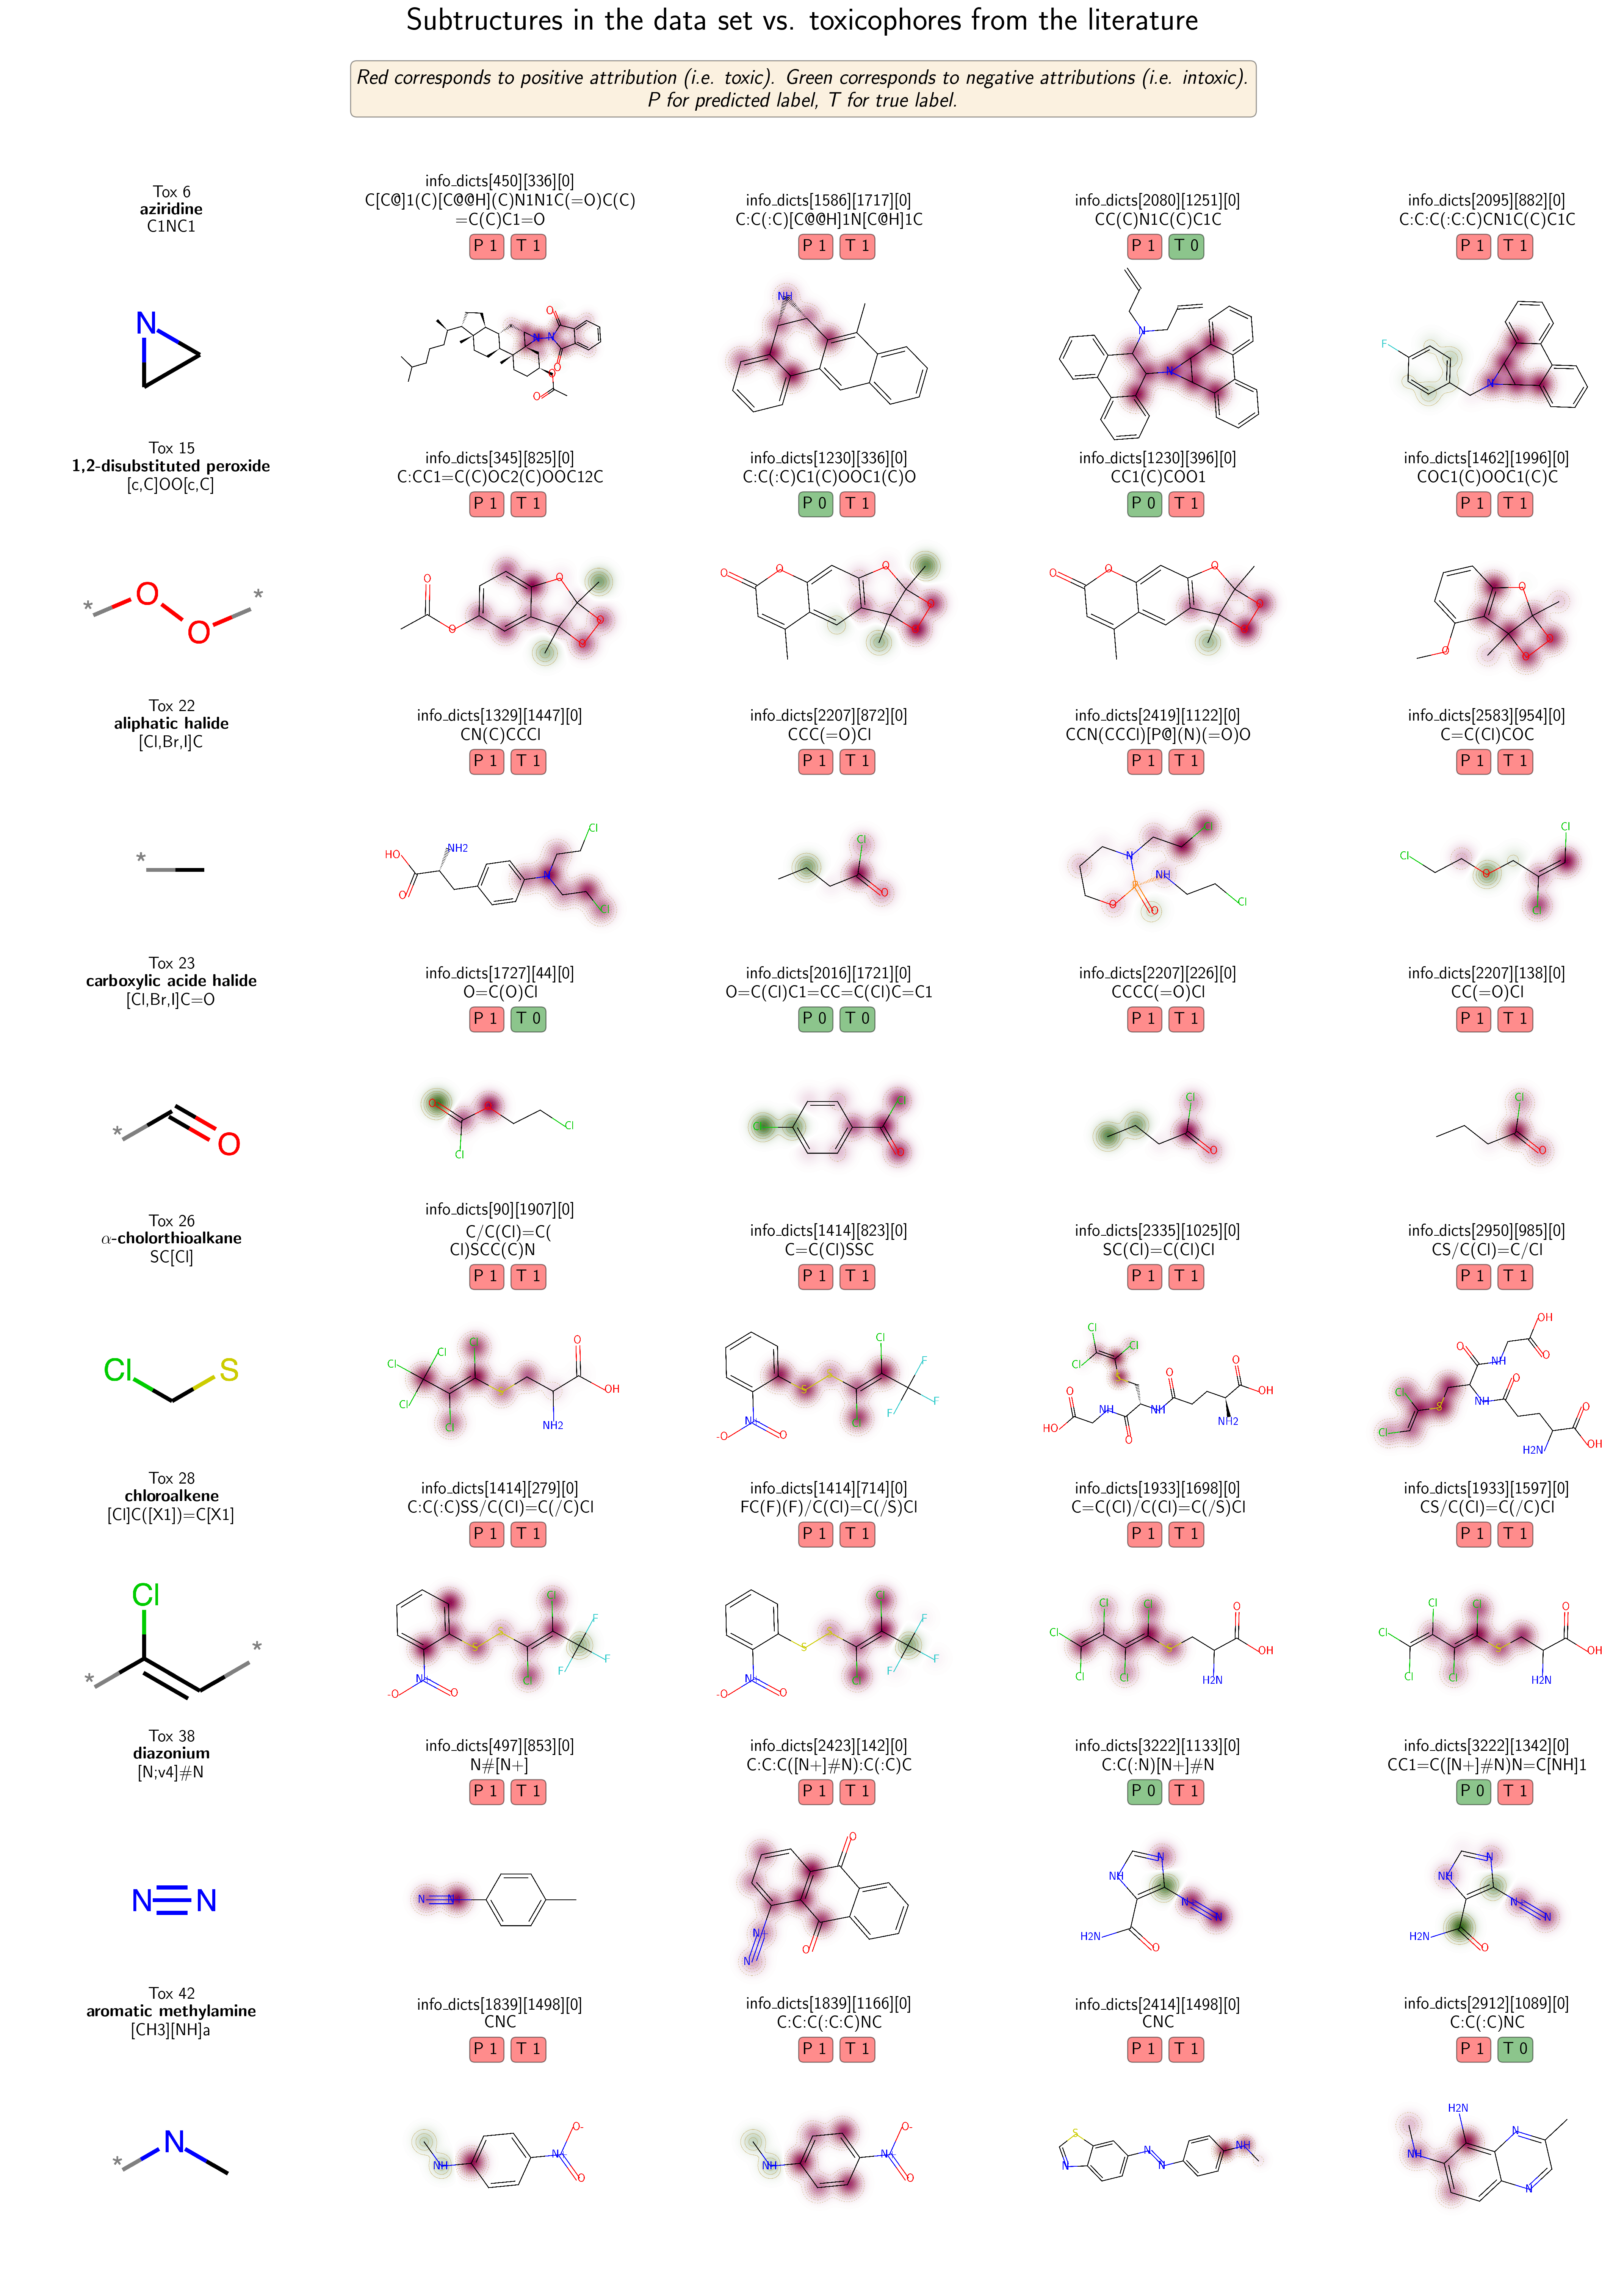 Subtructures in the data set vs. toxicophores from the literature
Red corresponds to positive attribution (i.e. toxic). Green corresponds to negative attributions (i.e. intoxic).
P for predicted label, T for true label.
Tox 6
aziridine
C1NC1
info_dicts[450][336][0]
C[C@]1(C)[C@@H](C)N1N1C(=O)C(C)
=C(C)C1=O
P 1 T 1
info_dicts[1586][1717][0]
C:C(:C)[C@@H]1N[C@H]1C
P 1 T 1
info_dicts[2080][1251][0]
CC(C)N1C(C)C1C
P 1 T 0
info_dicts[2095][882][0]
C:C:C(:C:C)CN1C(C)C1C
P 1 T 1
Tox 15
1,2-disubstituted peroxide
[c,C]OO[c,C]
info_dicts[345][825][0]
C:CC1=C(C)OC2(C)OOC12C
P 1 T 1
info_dicts[1230][336][0]
C:C(:C)C1(C)OOC1(C)O
P 0 T 1
info_dicts[1230][396][0]
CC1(C)COO1
P 0 T 1
info_dicts[1462][1996][0]
COC1(C)OOC1(C)C
P 1 T 1
Tox 22
aliphatic halide
[Cl,Br,I]C
info_dicts[1329][1447][0]
CN(C)CCCl
P 1 T 1
info_dicts[2207][872][0]
CCC(=O)Cl
P 1 T 1
info_dicts[2419][1122][0]
CCN(CCCl)[P@](N)(=O)O
P 1 T 1
info_dicts[2583][954][0]
C=C(Cl)COC
P 1 T 1
Tox 23
carboxylic acide halide
[Cl,Br,I]C=O
info_dicts[1727][44][0]
O=C(O)Cl
P 1 T 0
info_dicts[2016][1721][0]
O=C(Cl)C1=CC=C(Cl)C=C1
P 0 T 0
info_dicts[2207][226][0]
CCCC(=O)Cl
P 1 T 1
info_dicts[2207][138][0]
CC(=O)Cl
P 1 T 1
Tox 26
α-cholorthioalkane
SC[Cl]
info_dicts[90][1907][0]
C/C(Cl)=C(
Cl)SCC(C)N
P 1 T 1
info_dicts[1414][823][0]
C=C(Cl)SSC
P 1 T 1
info_dicts[2335][1025][0]
SC(Cl)=C(Cl)Cl
P 1 T 1
info_dicts[2950][985][0]
CS/C(Cl)=C/Cl
P 1 T 1
Tox 28
chloroalkene
[Cl]C([X1])=C[X1]
info_dicts[1414][279][0]
C:C(:C)SS/C(Cl)=C(/C)Cl
P 1 T 1
info_dicts[1414][714][0]
FC(F)(F)/C(Cl)=C(/S)Cl
P 1 T 1
info_dicts[1933][1698][0]
C=C(Cl)/C(Cl)=C(/S)Cl
P 1 T 1
info_dicts[1933][1597][0]
CS/C(Cl)=C(/C)Cl
P 1 T 1
Tox 38
diazonium
[N;v4]#N
info_dicts[497][853][0]
N#[N+]
P 1 T 1
info_dicts[2423][142][0]
C:C:C([N+]#N):C(:C)C
P 1 T 1
info_dicts[3222][1133][0]
C:C(:N)[N+]#N
P 0 T 1
info_dicts[3222][1342][0]
CC1=C([N+]#N)N=C[NH]1
P 0 T 1
Tox 42
aromatic methylamine
[CH3][NH]a
info_dicts[1839][1498][0]
CNC
P 1 T 1
info_dicts[1839][1166][0]
C:C:C(:C:C)NC
P 1 T 1
info_dicts[2414][1498][0]
CNC
P 1 T 1
info_dicts[2912][1089][0]
C:C(:C)NC
P 1 T 0